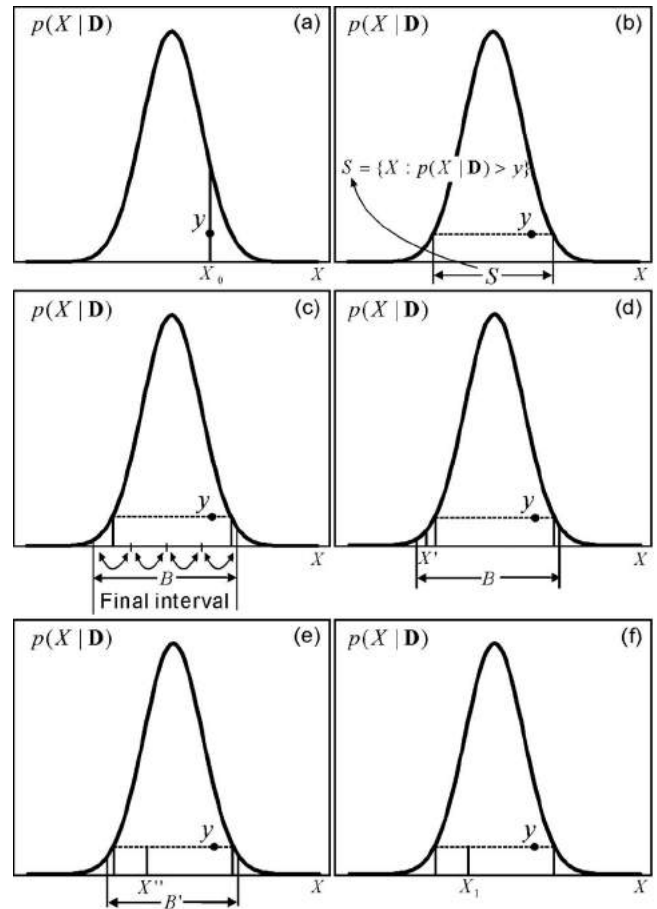 p(X | D) (a)
y
X₀ X
p(X | D) (b)
S = {X : p(X | D) > y}
y
S X
p(X | D) (c)
y
X
B
Final interval
p(X | D) (d)
y
X' X
B
p(X | D) (e)
y
X'' X
B'
p(X | D) (f)
y
X₁ X